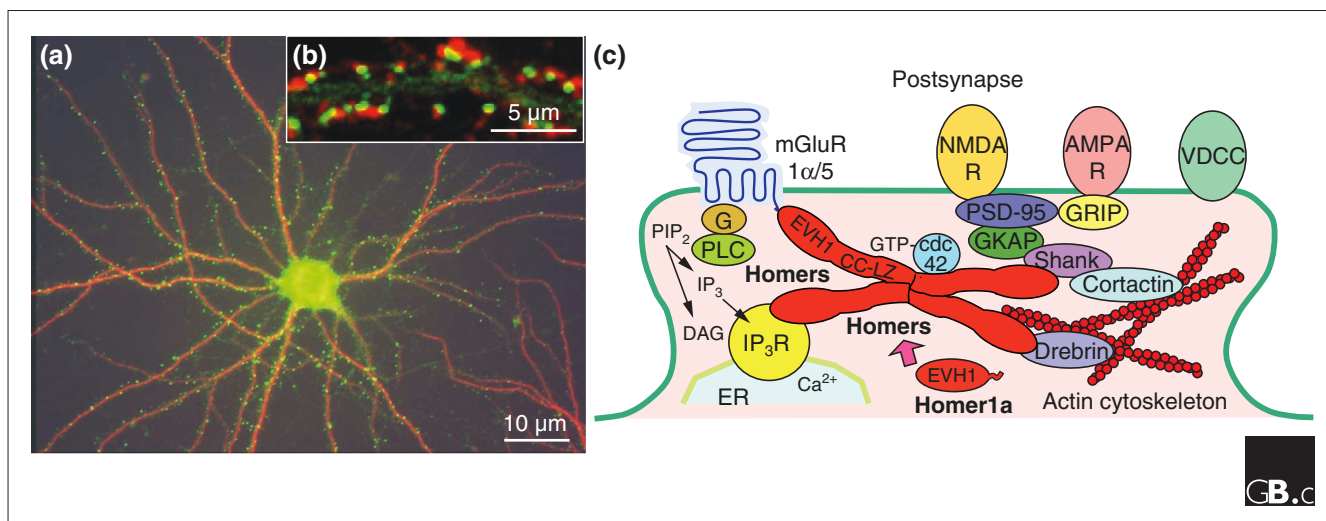 (a)
(b)
5 µm
10 µm
(c)
Postsynapse
mGluR
1α/5
NMDA
R
AMPA
R
VDCC
PSD-95
GRIP
G
PLC
PIP2
EVH1
CC-LZ
GTP-
cdc
42
GKAP
Shank
Cortactin
Homers
IP3
DAG
IP3R
Homers
Drebrin
ER
Ca2+
EVH1
Homer1a
Actin cytoskeleton
GB.c